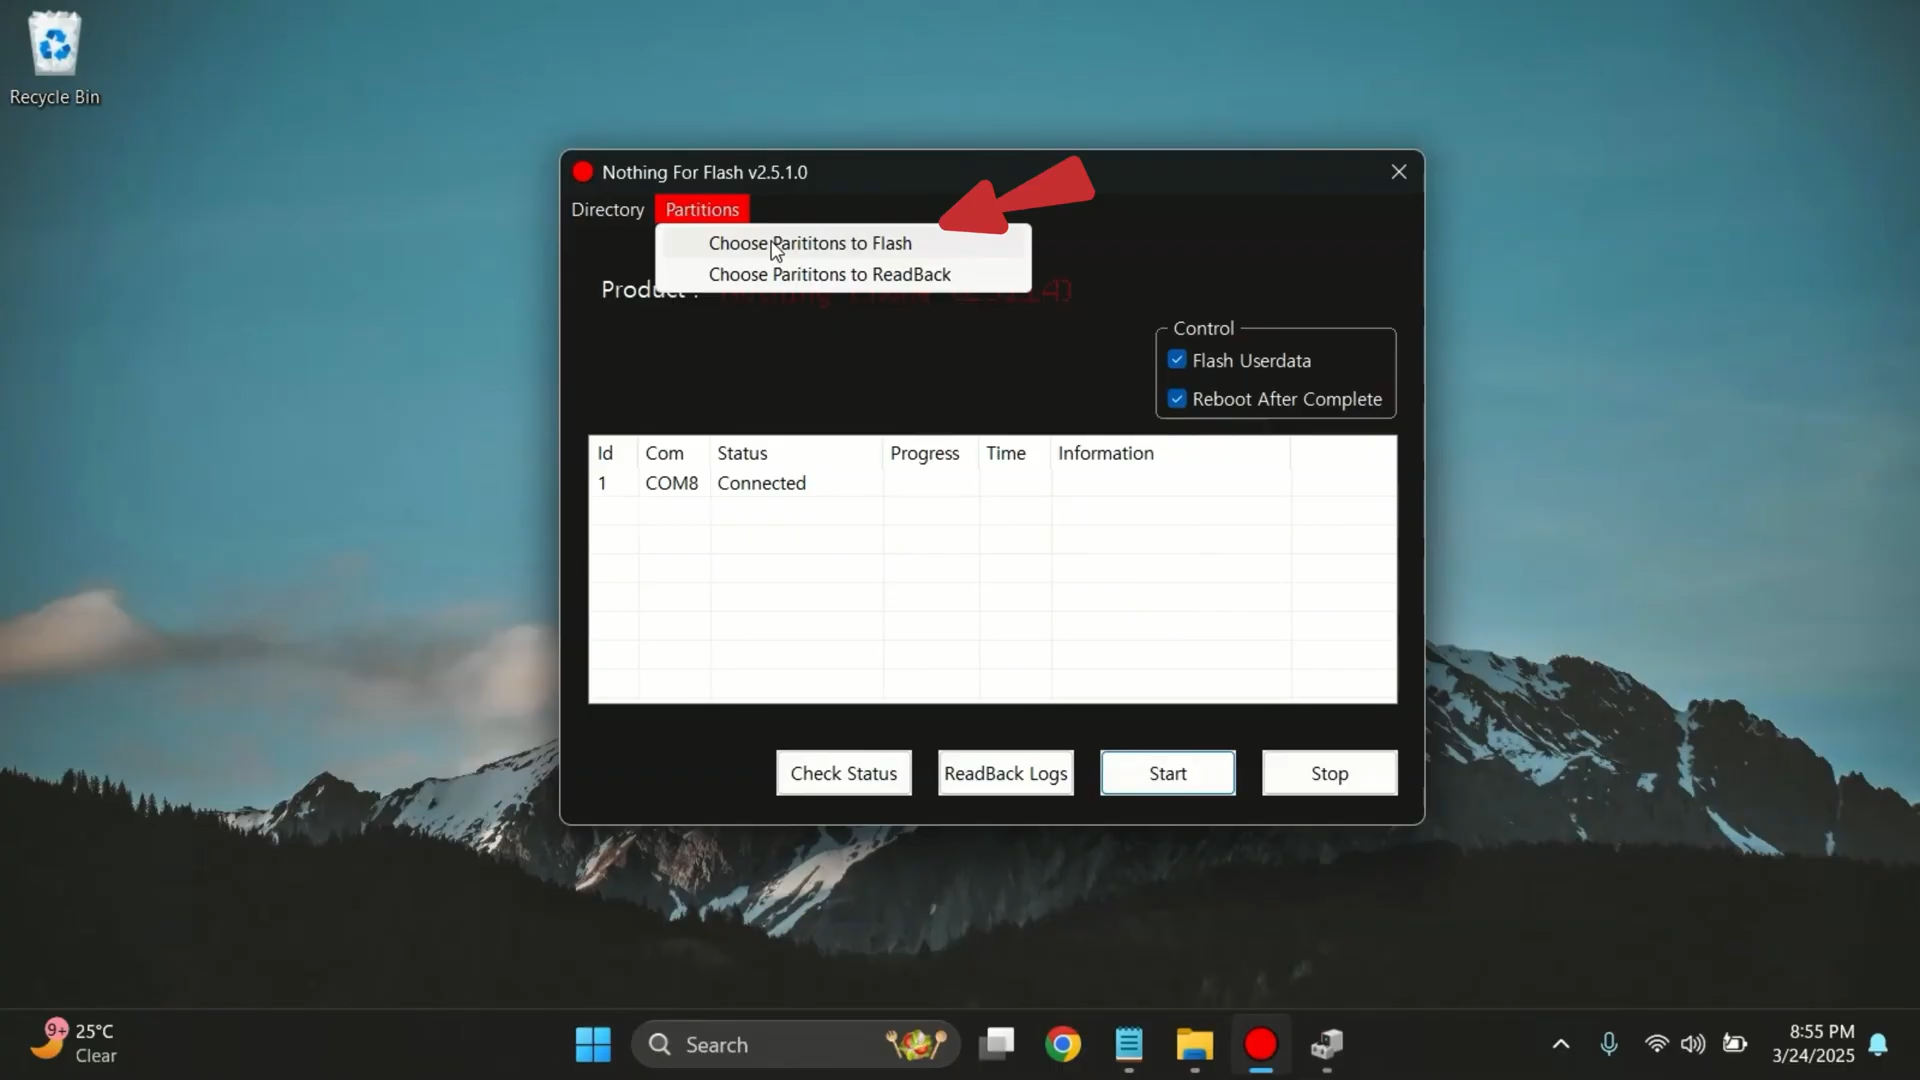 Recycle Bin
Nothing For Flash v2.5.1.0
Directory
Partitions
Choose Parititons to Flash
Choose Parititons to ReadBack
Product :
Control
Flash Userdata
Reboot After Complete
Id Com Status Progress Time Information
1 COM8 Connected
Check Status
ReadBack Logs
Start
Stop
9+
25°C
Clear
Search
8:55 PM
3/24/2025